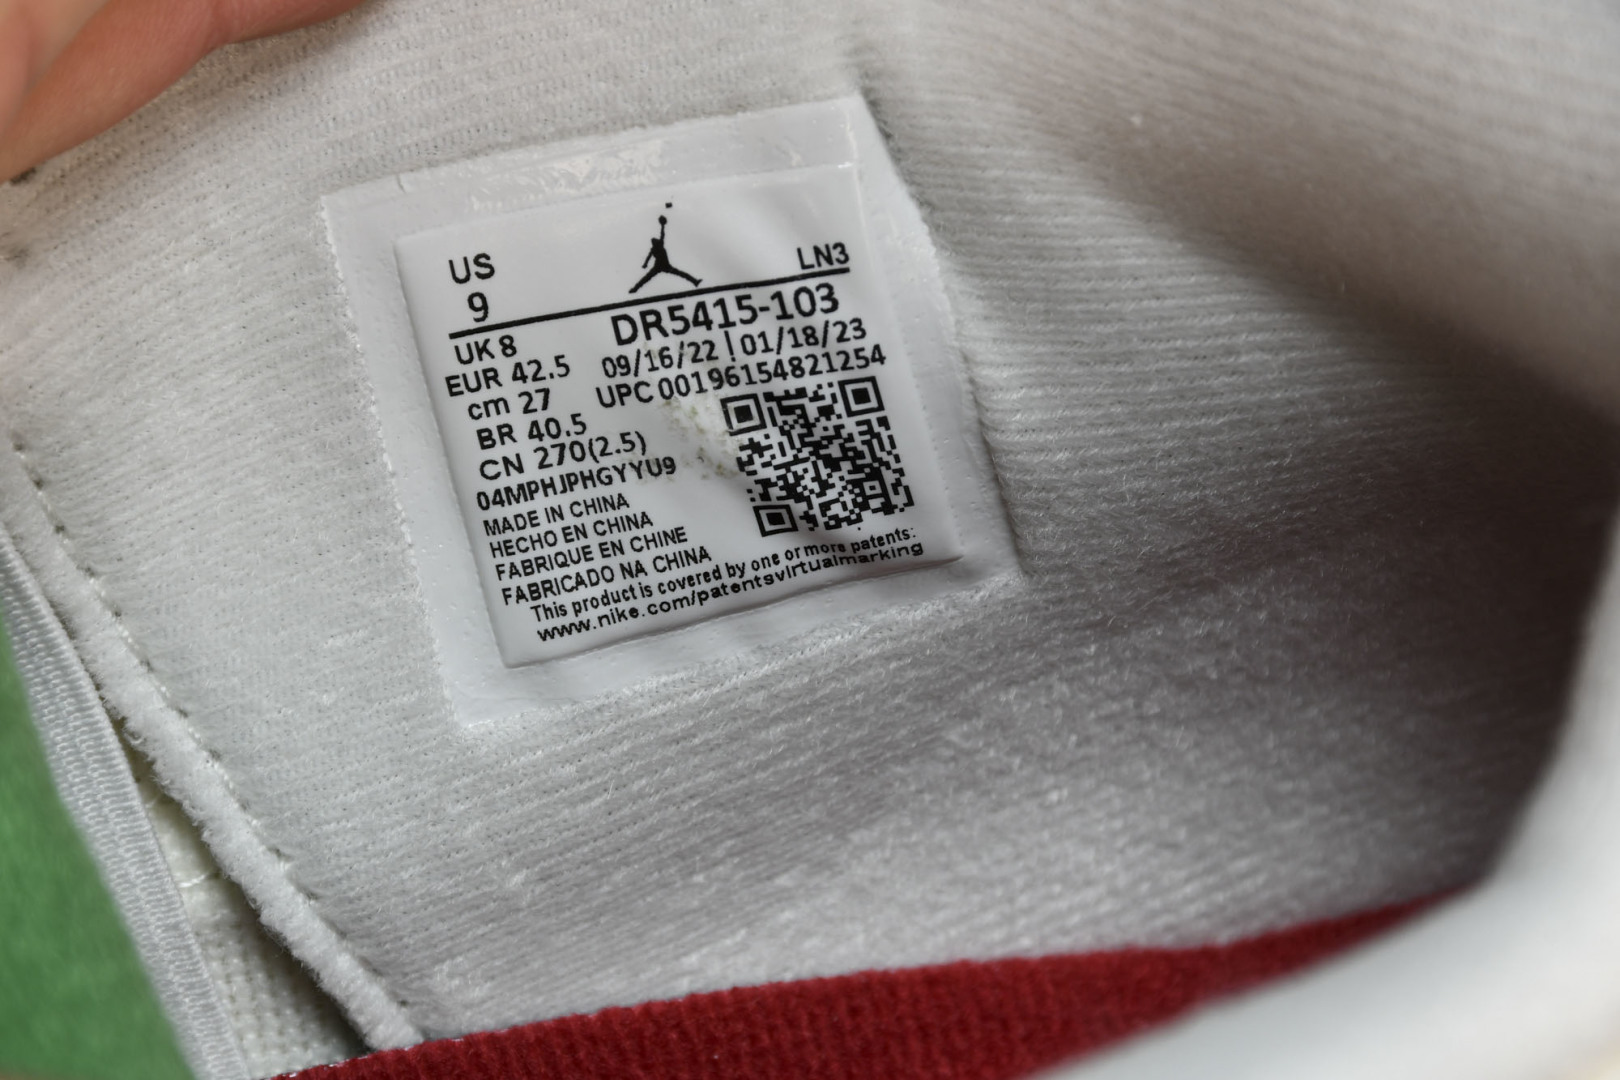 US LN3
9
DR5415-103
UK 8 09/16/22 | 01/18/23
EUR 42.5 UPC 00196154821254
cm 27
BR 40.5
CN 270(2.5)
04MPHJPHGYYU9
MADE IN CHINA
HECHO EN CHINA
FABRIQUE EN CHINE
FABRICADO NA CHINA
This product is covered by one or more patents:
www.nike.com/patentsvirtualmarking